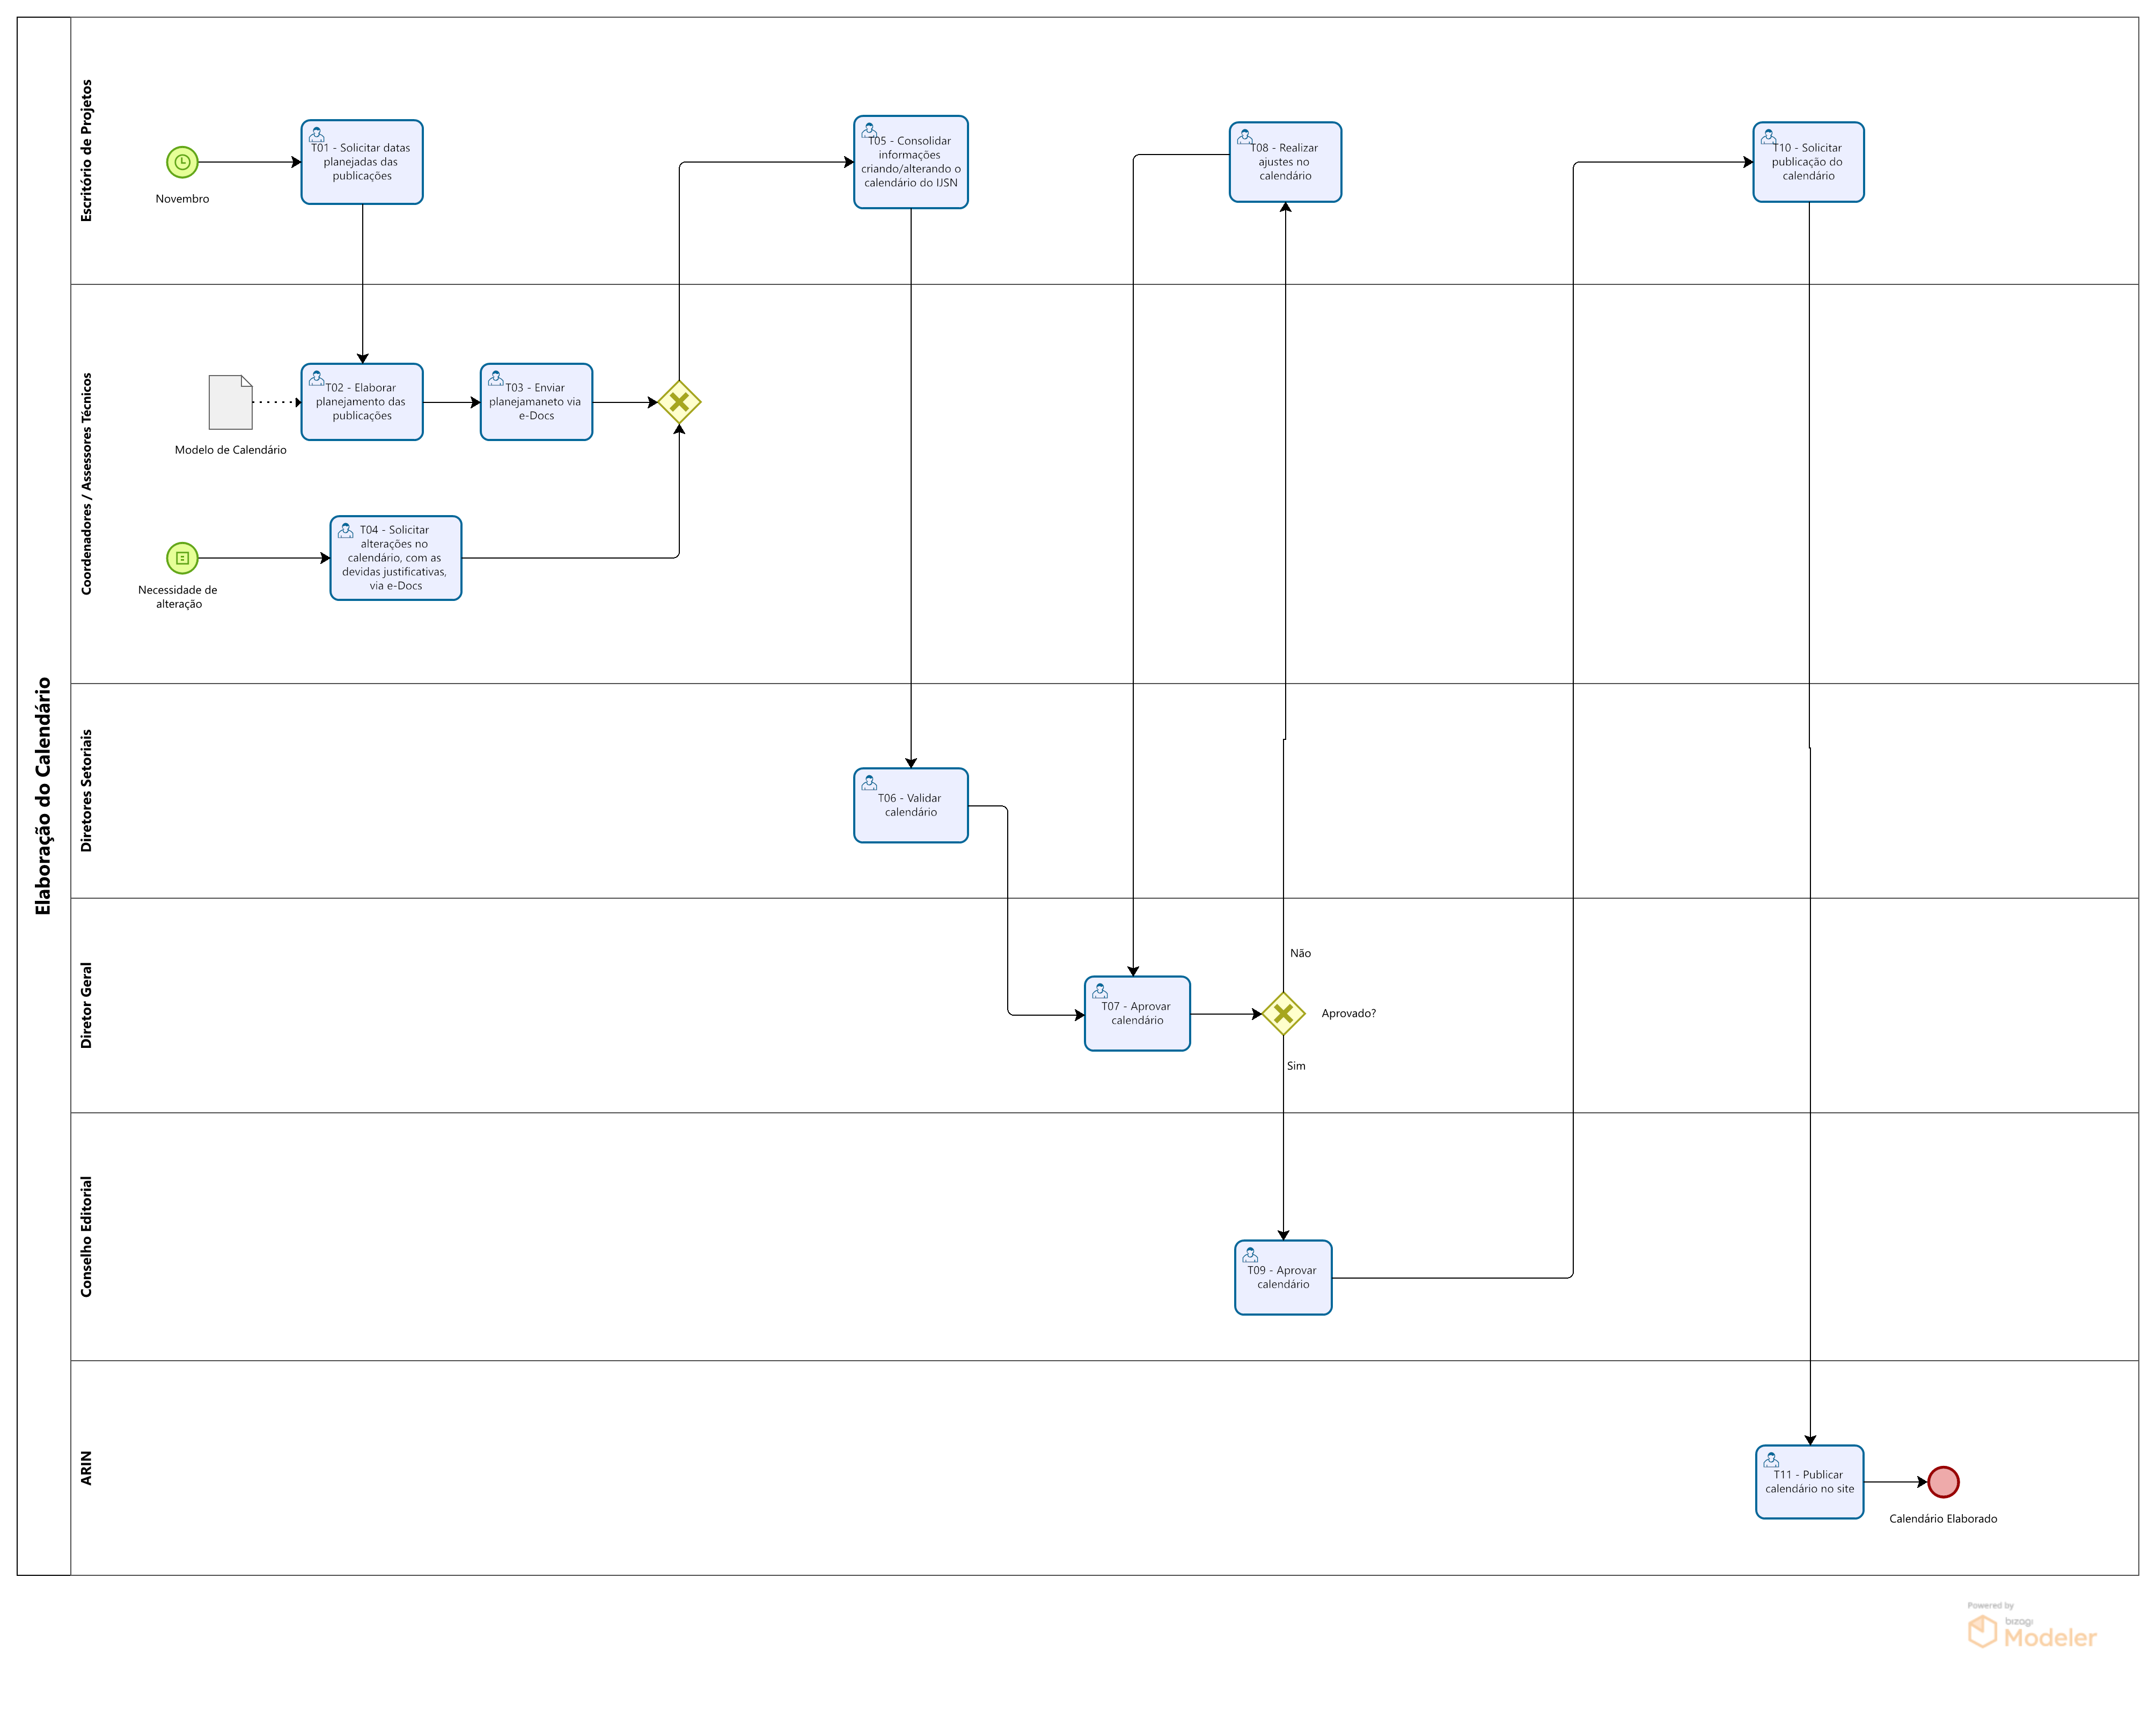 Elaboração do Calendário
Escritório de Projetos
Novembro
T01 - Solicitar datas
planejadas das
publicações
T05 - Consolidar
informações
criando/alterando o
calendário do IJSN
T08 - Realizar
ajustes no
calendário
T10 - Solicitar
publicação do
calendário
Coordenadores / Assessores Técnicos
Modelo de Calendário
T02 - Elaborar
planejamento das
publicações
T03 - Enviar
planejamaneto via
e-Docs
Necessidade de
alteração
T04 - Solicitar
alterações no
calendário, com as
devidas justificativas,
via e-Docs
Diretores Setoriais
T06 - Validar
calendário
Diretor Geral
T07 - Aprovar
calendário
Não
Aprovado?
Sim
Conselho Editorial
T09 - Aprovar
calendário
ARIN
T11 - Publicar
calendário no site
Calendário Elaborado
Powered by
bizagi
Modeler